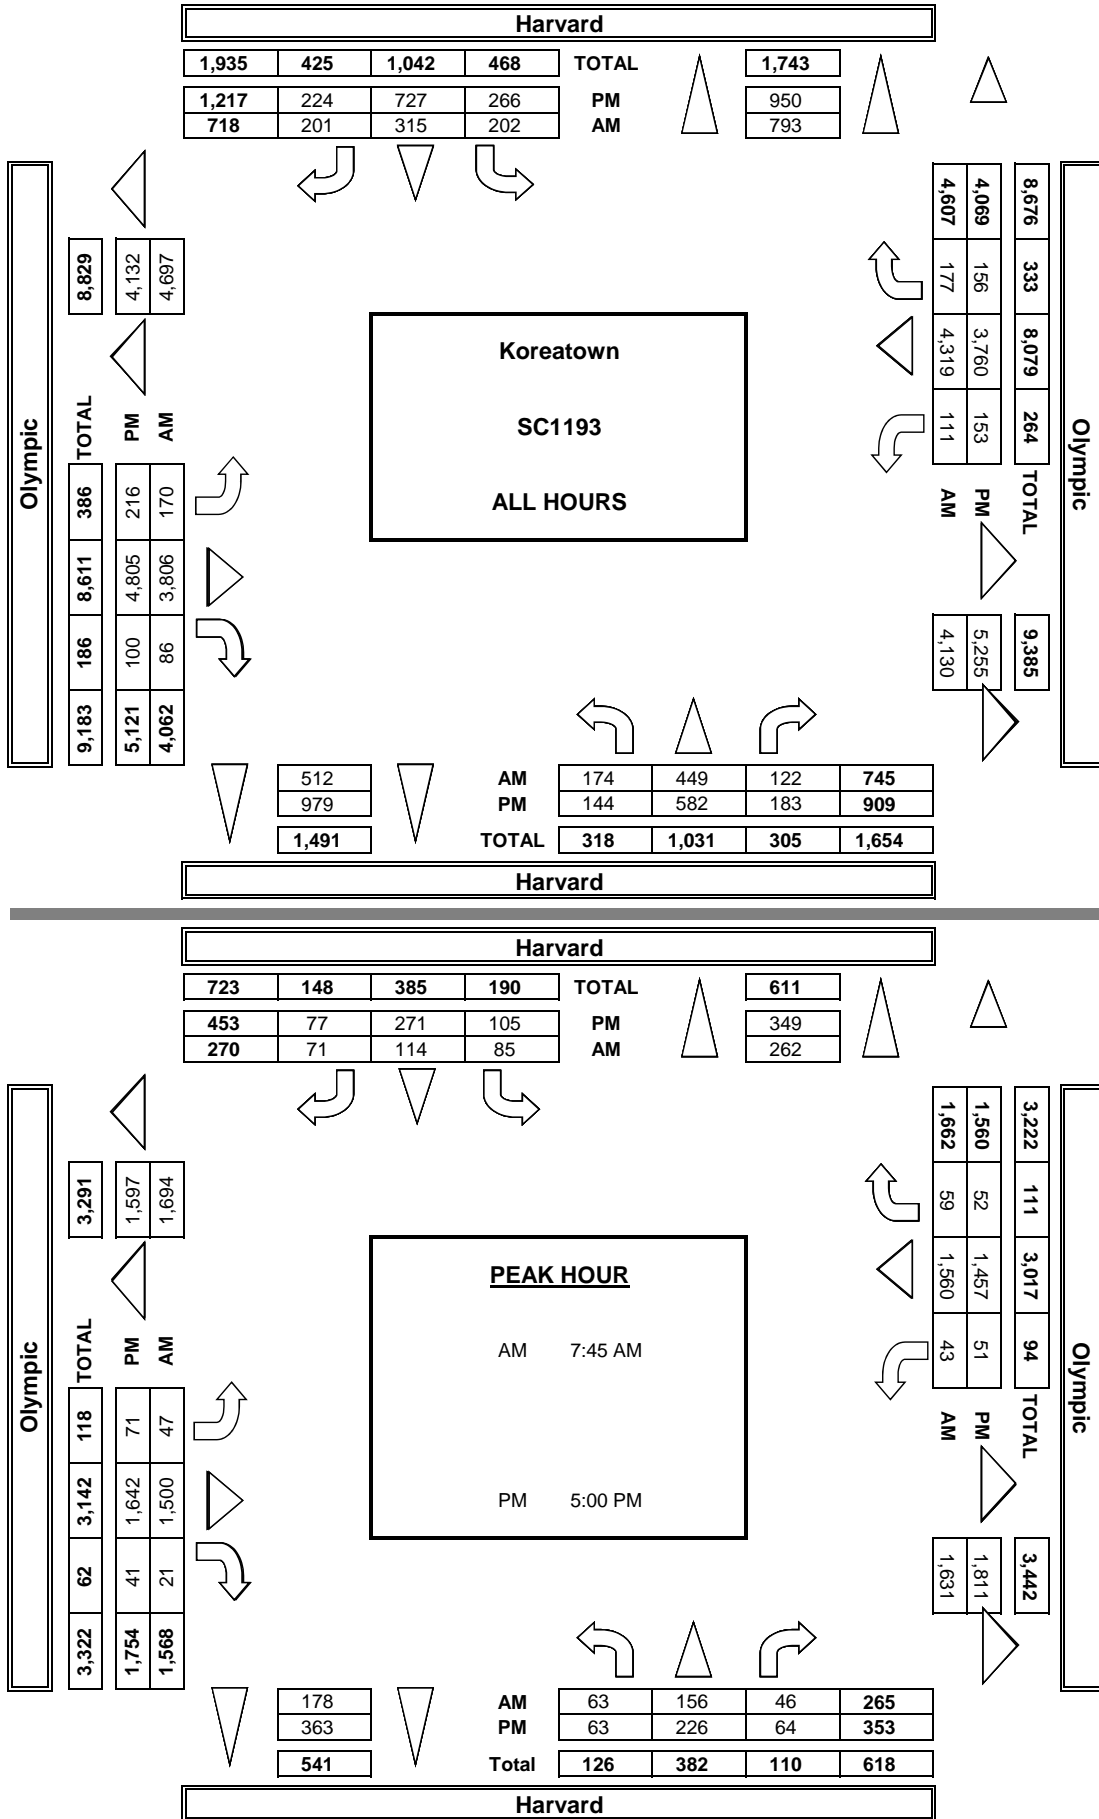 Harvard
1,935 425 1,042 468 TOTAL 1,743
1,217 224 727 266 PM 950
718 201 315 202 AM 793
Olympic
8,829
4,132
4,697
TOTAL 386 8,611 186 9,183
PM 216 4,805 100 5,121
AM 170 3,806 86 4,062
Koreatown
SC1193
ALL HOURS
8,676 333 8,079 264 TOTAL 9,385
4,069 156 3,760 153 PM 5,255
4,607 177 4,319 111 AM 4,130
Olympic
512 AM 174 449 122 745
979 PM 144 582 183 909
1,491 TOTAL 318 1,031 305 1,654
Harvard
Harvard
723 148 385 190 TOTAL 611
453 77 271 105 PM 349
270 71 114 85 AM 262
Olympic
3,291
1,597
1,694
TOTAL 118 3,142 62 3,322
PM 71 1,642 41 1,754
AM 47 1,500 21 1,568
PEAK HOUR
AM 7:45 AM
PM 5:00 PM
3,222 111 3,017 94 TOTAL 3,442
1,560 52 1,457 51 PM 1,811
1,662 59 1,560 43 AM 1,631
Olympic
178 AM 63 156 46 265
363 PM 63 226 64 353
541 Total 126 382 110 618
Harvard